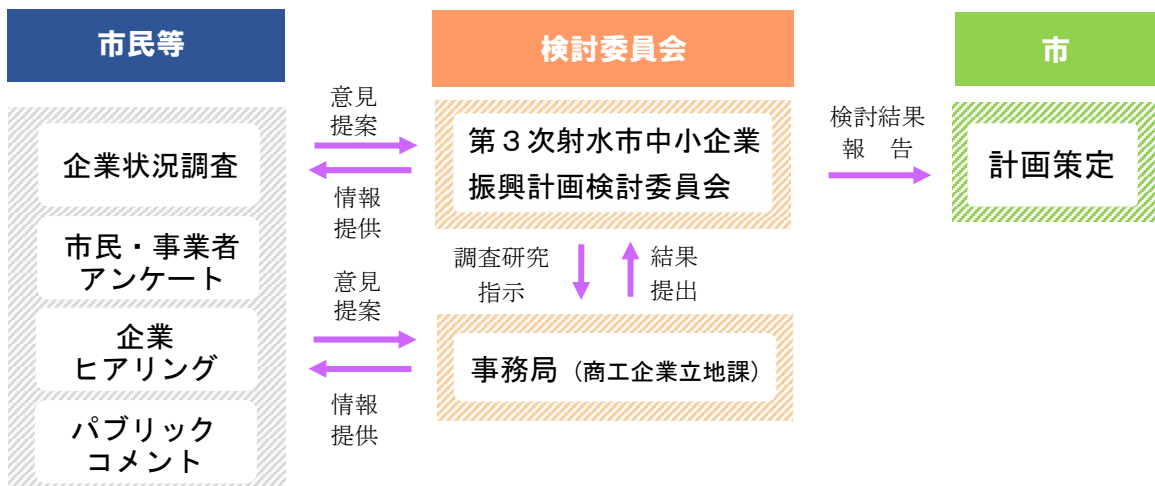 市民等
企業状況調査
市民・事業者
アンケート
企業
ヒアリング
パブリック
コメント
意見
提案
情報
提供
意見
提案
情報
提供
検討委員会
第３次射水市中小企業
振興計画検討委員会
調査研究
指示
結果
提出
事務局（商工企業立地課）
検討結果
報　告
市
計画策定